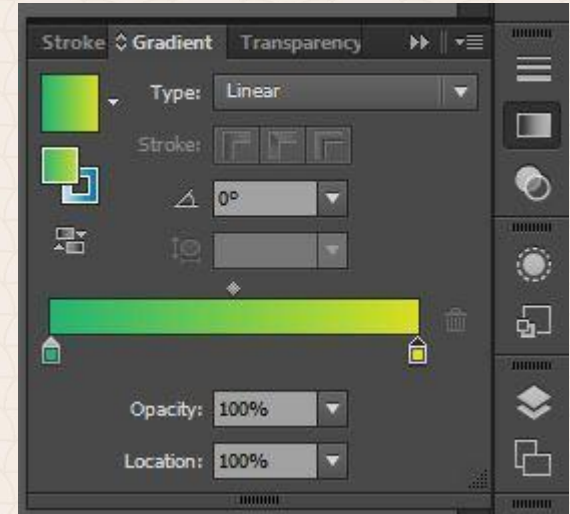 Stroke Gradient Transparency
Type: Linear
Stroke:
0°
Opacity: 100%
Location: 100%